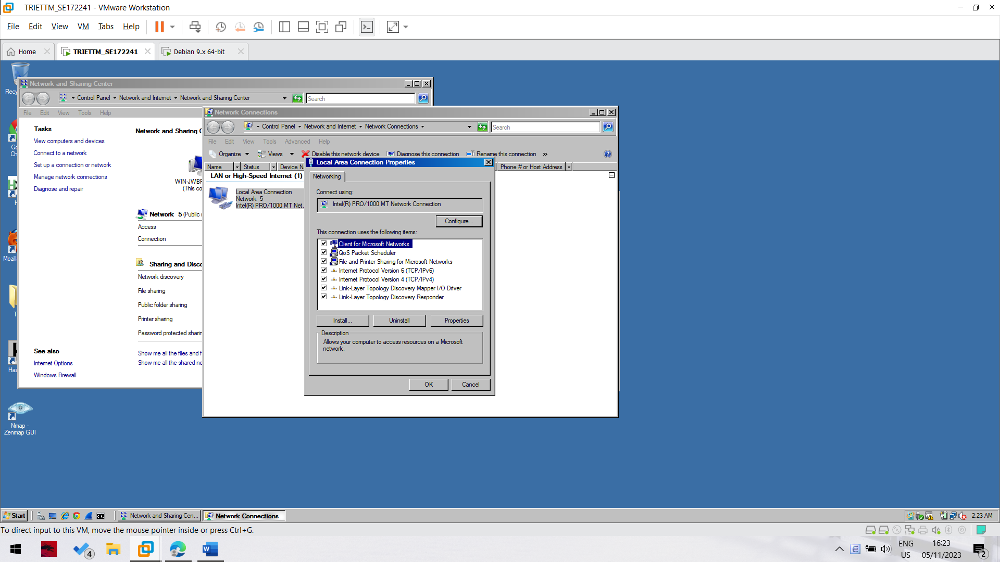 TRIETTM_SE172241 - VMware Workstation
File Edit View VM Tabs Help
Home
TRIETTM_SE172241
Debian 9.x 64-bit
Network and Sharing Center
Control Panel
Network and Internet
Network and Sharing Center
Search
File Edit View Tools Help
Tasks
View computers and devices
Connect to a network
Set up a connection or network
Manage network connections
Diagnose and repair
See also
Internet Options
Windows Firewall
Network and Sharing C
WIN-JWBF
(This co
Network 5 (Public
Access
Connection
Sharing and Disc
Network discovery
File sharing
Public folder sharing
Printer sharing
Password protected sharin
Show me all the files and f
Show me all the shared ne
Network Connections
Control Panel
Network and Internet
Network Connections
Search
File Edit View Tools Advanced Help
Organize
Views
Disable this network device
Diagnose this connection
Rename this connection
»
Name
Status
Device Na
Phone # or Host Address
LAN or High-Speed Internet (1)
Local Area Connection
Network 5
Intel(R) PRO/1000 MT Net...
Local Area Connection Properties
Networking
Connect using:
Intel(R) PRO/1000 MT Network Connection
Configure...
This connection uses the following items:
Client for Microsoft Networks
QoS Packet Scheduler
File and Printer Sharing for Microsoft Networks
Internet Protocol Version 6 (TCP/IPv6)
Internet Protocol Version 4 (TCP/IPv4)
Link-Layer Topology Discovery Mapper I/O Driver
Link-Layer Topology Discovery Responder
Install...
Uninstall
Properties
Description
Allows your computer to access resources on a Microsoft
network.
OK
Cancel
Recy
Go
Ch
H
Mozill
T
Has
Nmap -
Zenmap GUI
Start
Network and Sharing Cen...
Network Connections
2:23 AM
To direct input to this VM, move the mouse pointer inside or press Ctrl+G.
4
ENG
US
16:23
05/11/2023
2